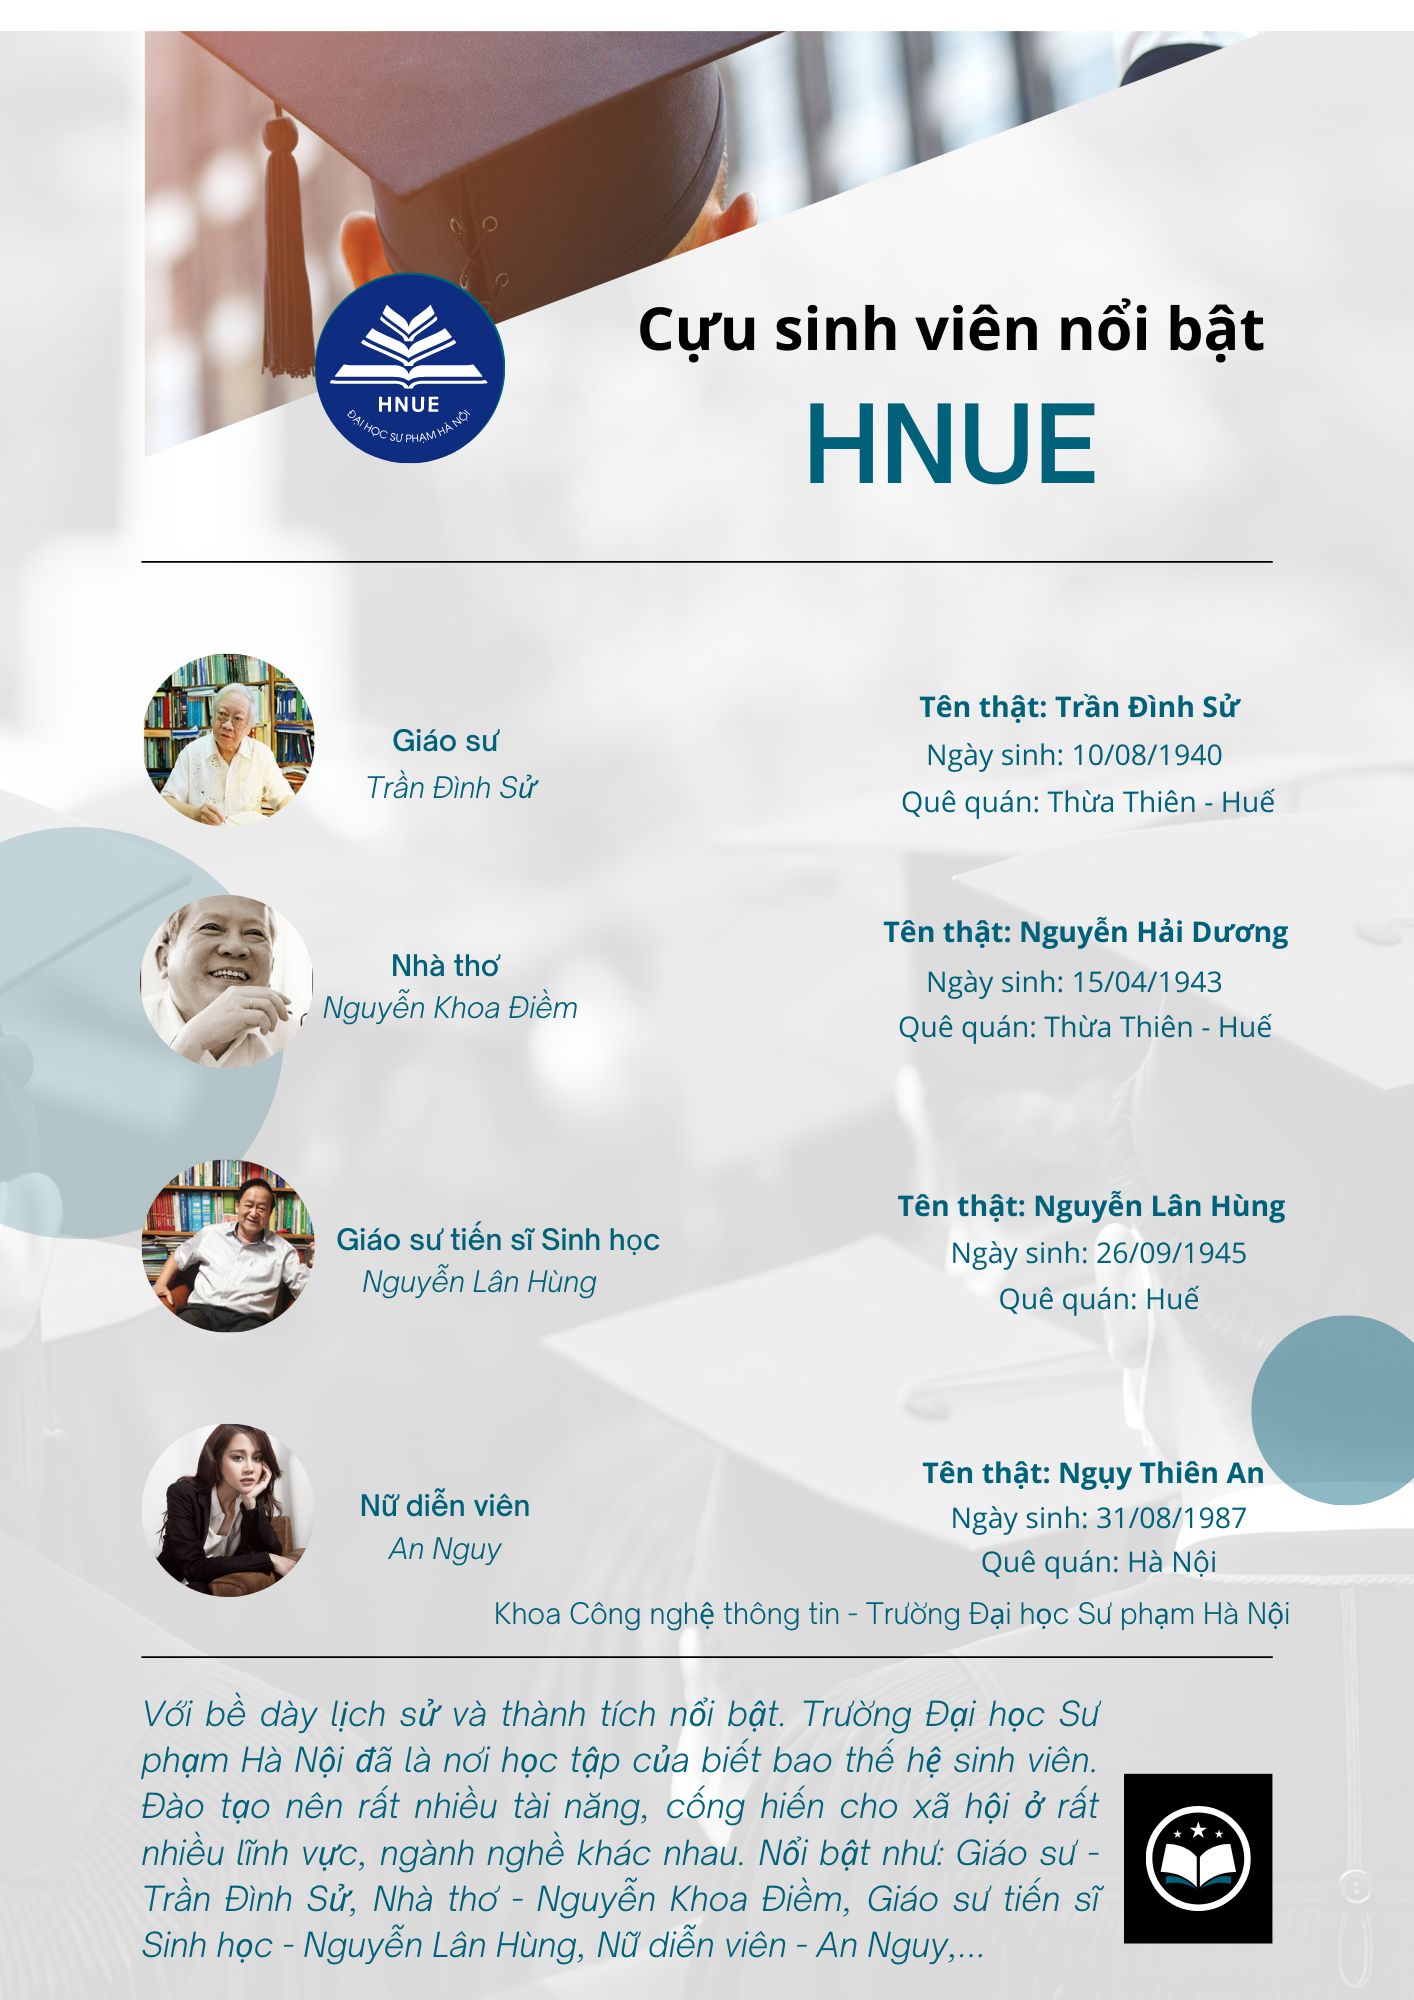 HNUE
ĐẠI HỌC SƯ PHẠM HÀ NỘI
Cựu sinh viên nổi bật
HNUE
Giáo sư
Trần Đình Sử
Tên thật: Trần Đình Sử
Ngày sinh: 10/08/1940
Quê quán: Thừa Thiên - Huế
Nhà thơ
Nguyễn Khoa Điềm
Tên thật: Nguyễn Hải Dương
Ngày sinh: 15/04/1943
Quê quán: Thừa Thiên - Huế
Giáo sư tiến sĩ Sinh học
Nguyễn Lân Hùng
Tên thật: Nguyễn Lân Hùng
Ngày sinh: 26/09/1945
Quê quán: Huế
Nữ diễn viên
An Nguy
Tên thật: Ngụy Thiên An
Ngày sinh: 31/08/1987
Quê quán: Hà Nội
Khoa Công nghệ thông tin - Trường Đại học Sư phạm Hà Nội
Với bề dày lịch sử và thành tích nổi bật. Trường Đại học Sư
phạm Hà Nội đã là nơi học tập của biết bao thế hệ sinh viên.
Đào tạo nên rất nhiều tài năng, cống hiến cho xã hội ở rất
nhiều lĩnh vực, ngành nghề khác nhau. Nổi bật như: Giáo sư -
Trần Đình Sử, Nhà thơ - Nguyễn Khoa Điềm, Giáo sư tiến sĩ
Sinh học - Nguyễn Lân Hùng, Nữ diễn viên - An Nguy,...